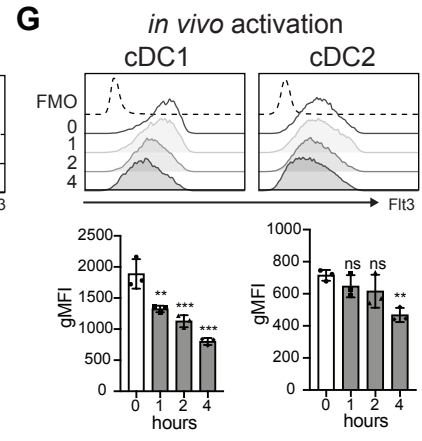 G
in vivo activation
cDC1 cDC2
FMO
0
1
2
4
3
Flt3
2500
2000
1500
1000
500
0
gMFI
**
***
***
0 1 2 4
hours
1000
800
600
400
200
0
gMFI
ns ns
**
0 1 2 4
hours